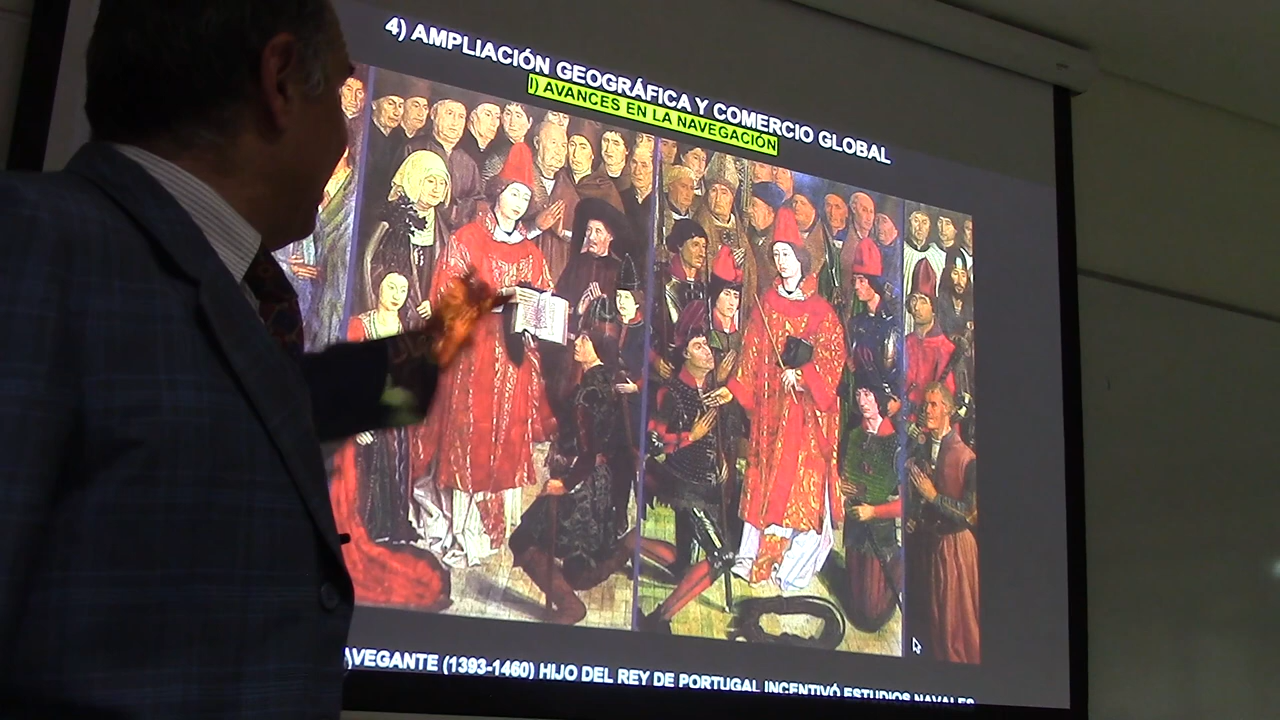 4) AMPLIACIÓN GEOGRÁFICA Y COMERCIO GLOBAL
I) AVANCES EN LA NAVEGACIÓN
AVEGANTE (1393-1460) HIJO DEL REY DE PORTUGAL INCENTIVÓ ESTUDIOS NAVALES